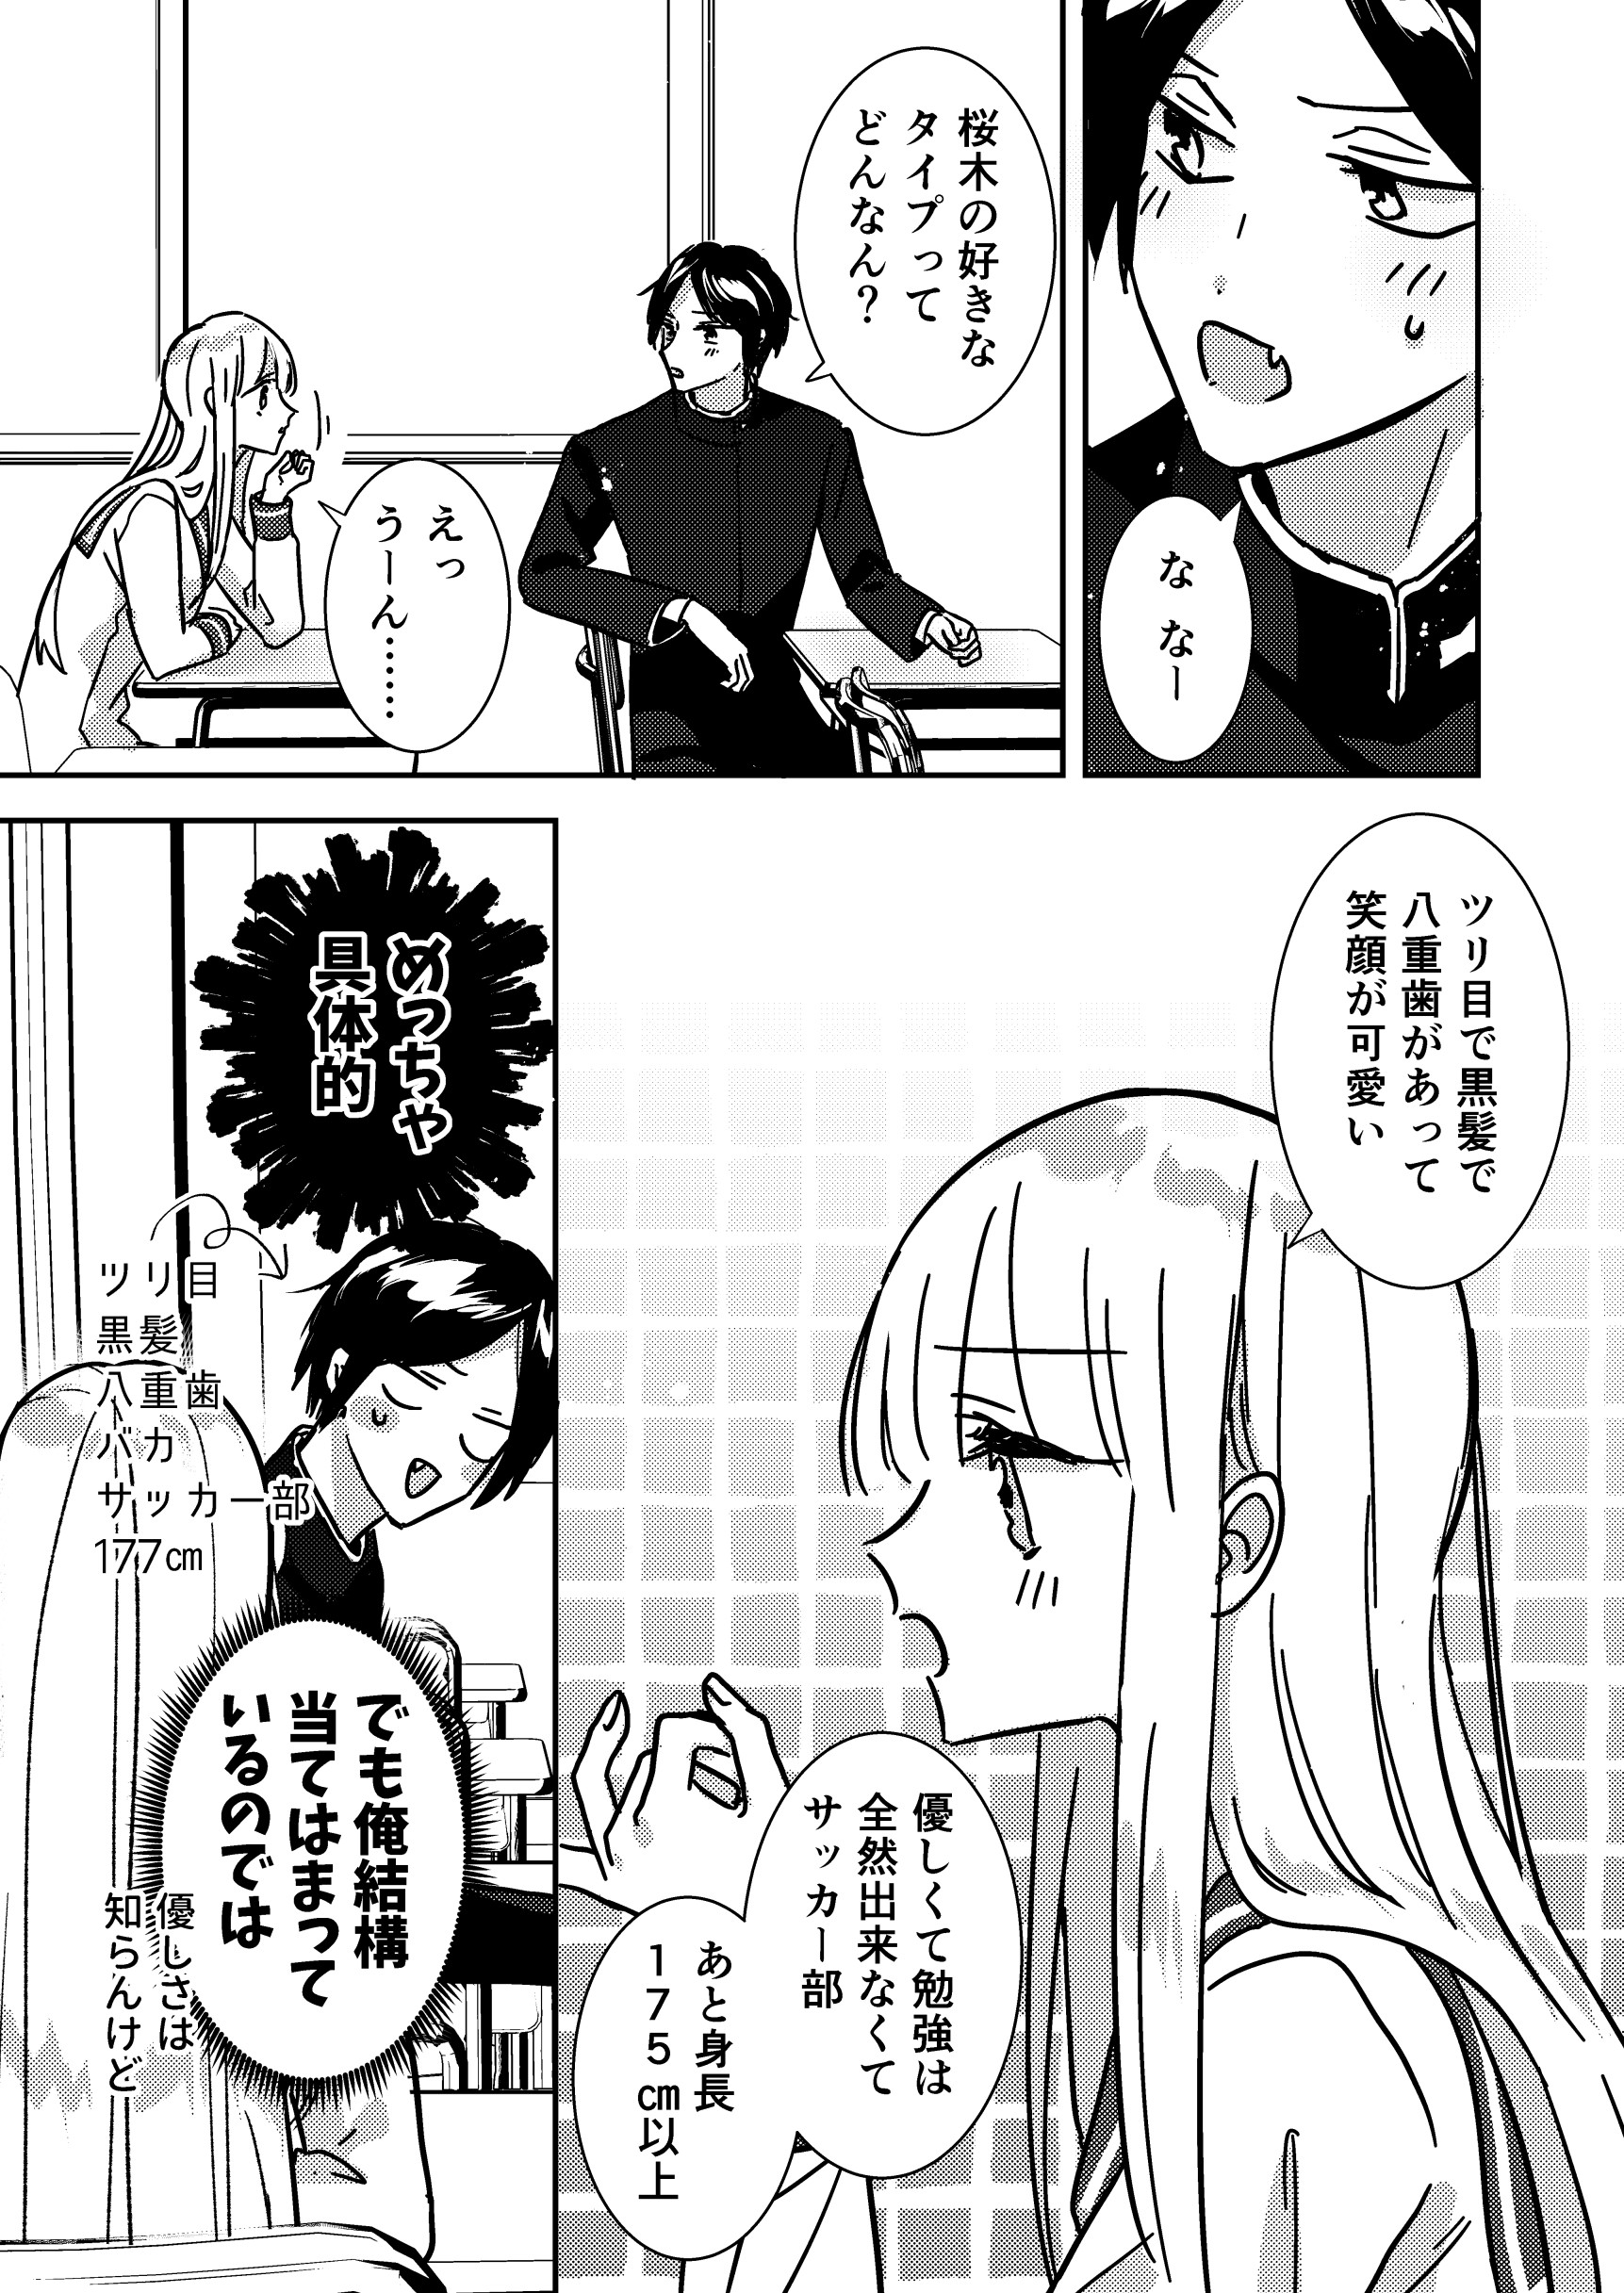 な なー
桜木の好きな
タイプって
どんなん？
えっ
うーん……
ツリ目で黒髪で
八重歯があって
笑顔が可愛い
優しくて勉強は
全然出来なくて
サッカー部
あと身長
175㎝以上
めっちゃ
具体的
ツリ目
黒髪
八重歯
バカ
サッカー部
177㎝
でも俺結構
当てはまって
いるのでは
優しさは
知らんけど